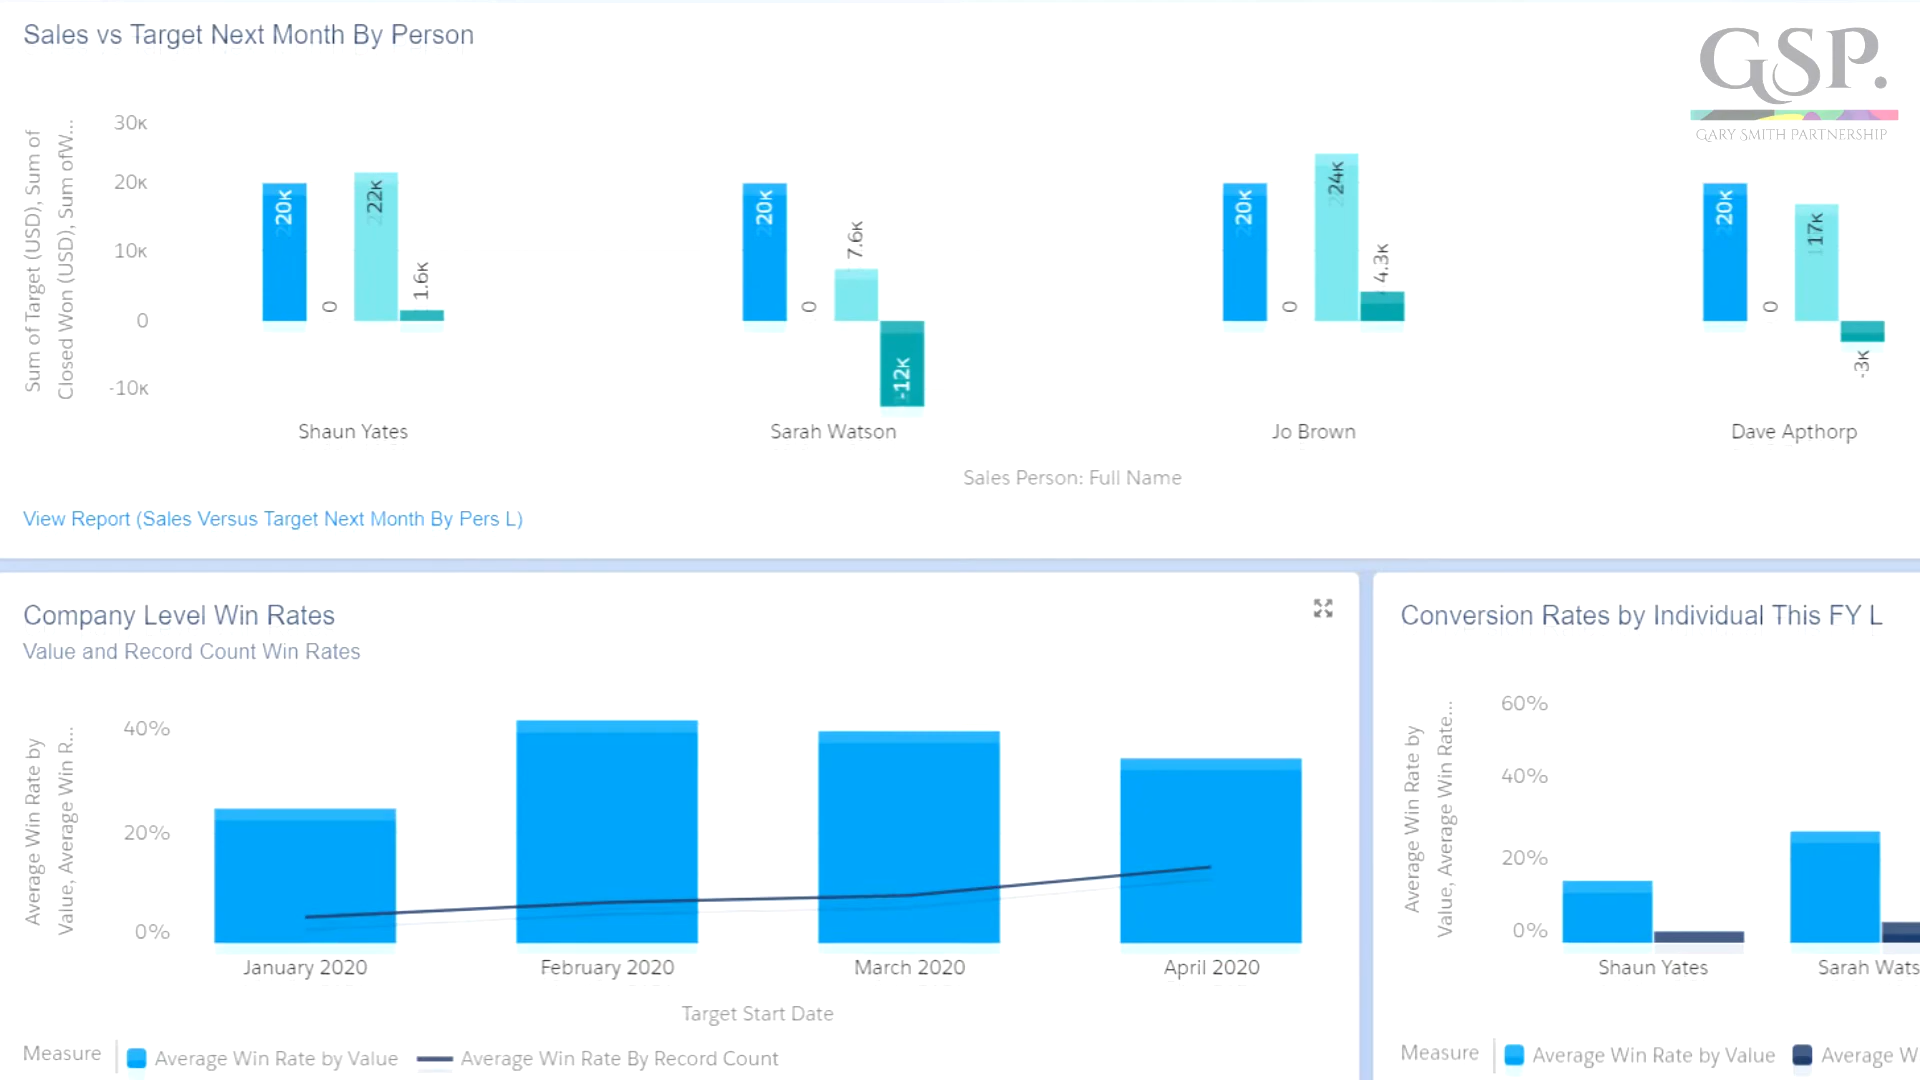 Sales vs Target Next Month By Person
GSP.
GARY SMITH PARTNERSHIP
Sum of Target (USD), Sum of
Closed Won (USD), Sum ofW...
30K
20K
10K
0
-10K
20K
0
22K
1.6K
20K
0
7.6K
-12K
20K
0
24K
4.3K
20K
0
17K
-3K
Shaun Yates
Sarah Watson
Jo Brown
Dave Apthorp
Sales Person: Full Name
View Report (Sales Versus Target Next Month By Pers L)
Company Level Win Rates
Value and Record Count Win Rates
Average Win Rate by
Value, Average Win R...
40%
20%
0%
January 2020
February 2020
March 2020
April 2020
Target Start Date
Measure
Average Win Rate by Value
Average Win Rate By Record Count
Conversion Rates by Individual This FY L
Average Win Rate by
Value, Average Win Rate...
60%
40%
20%
0%
Shaun Yates
Sarah Wats
Measure
Average Win Rate by Value
Average W